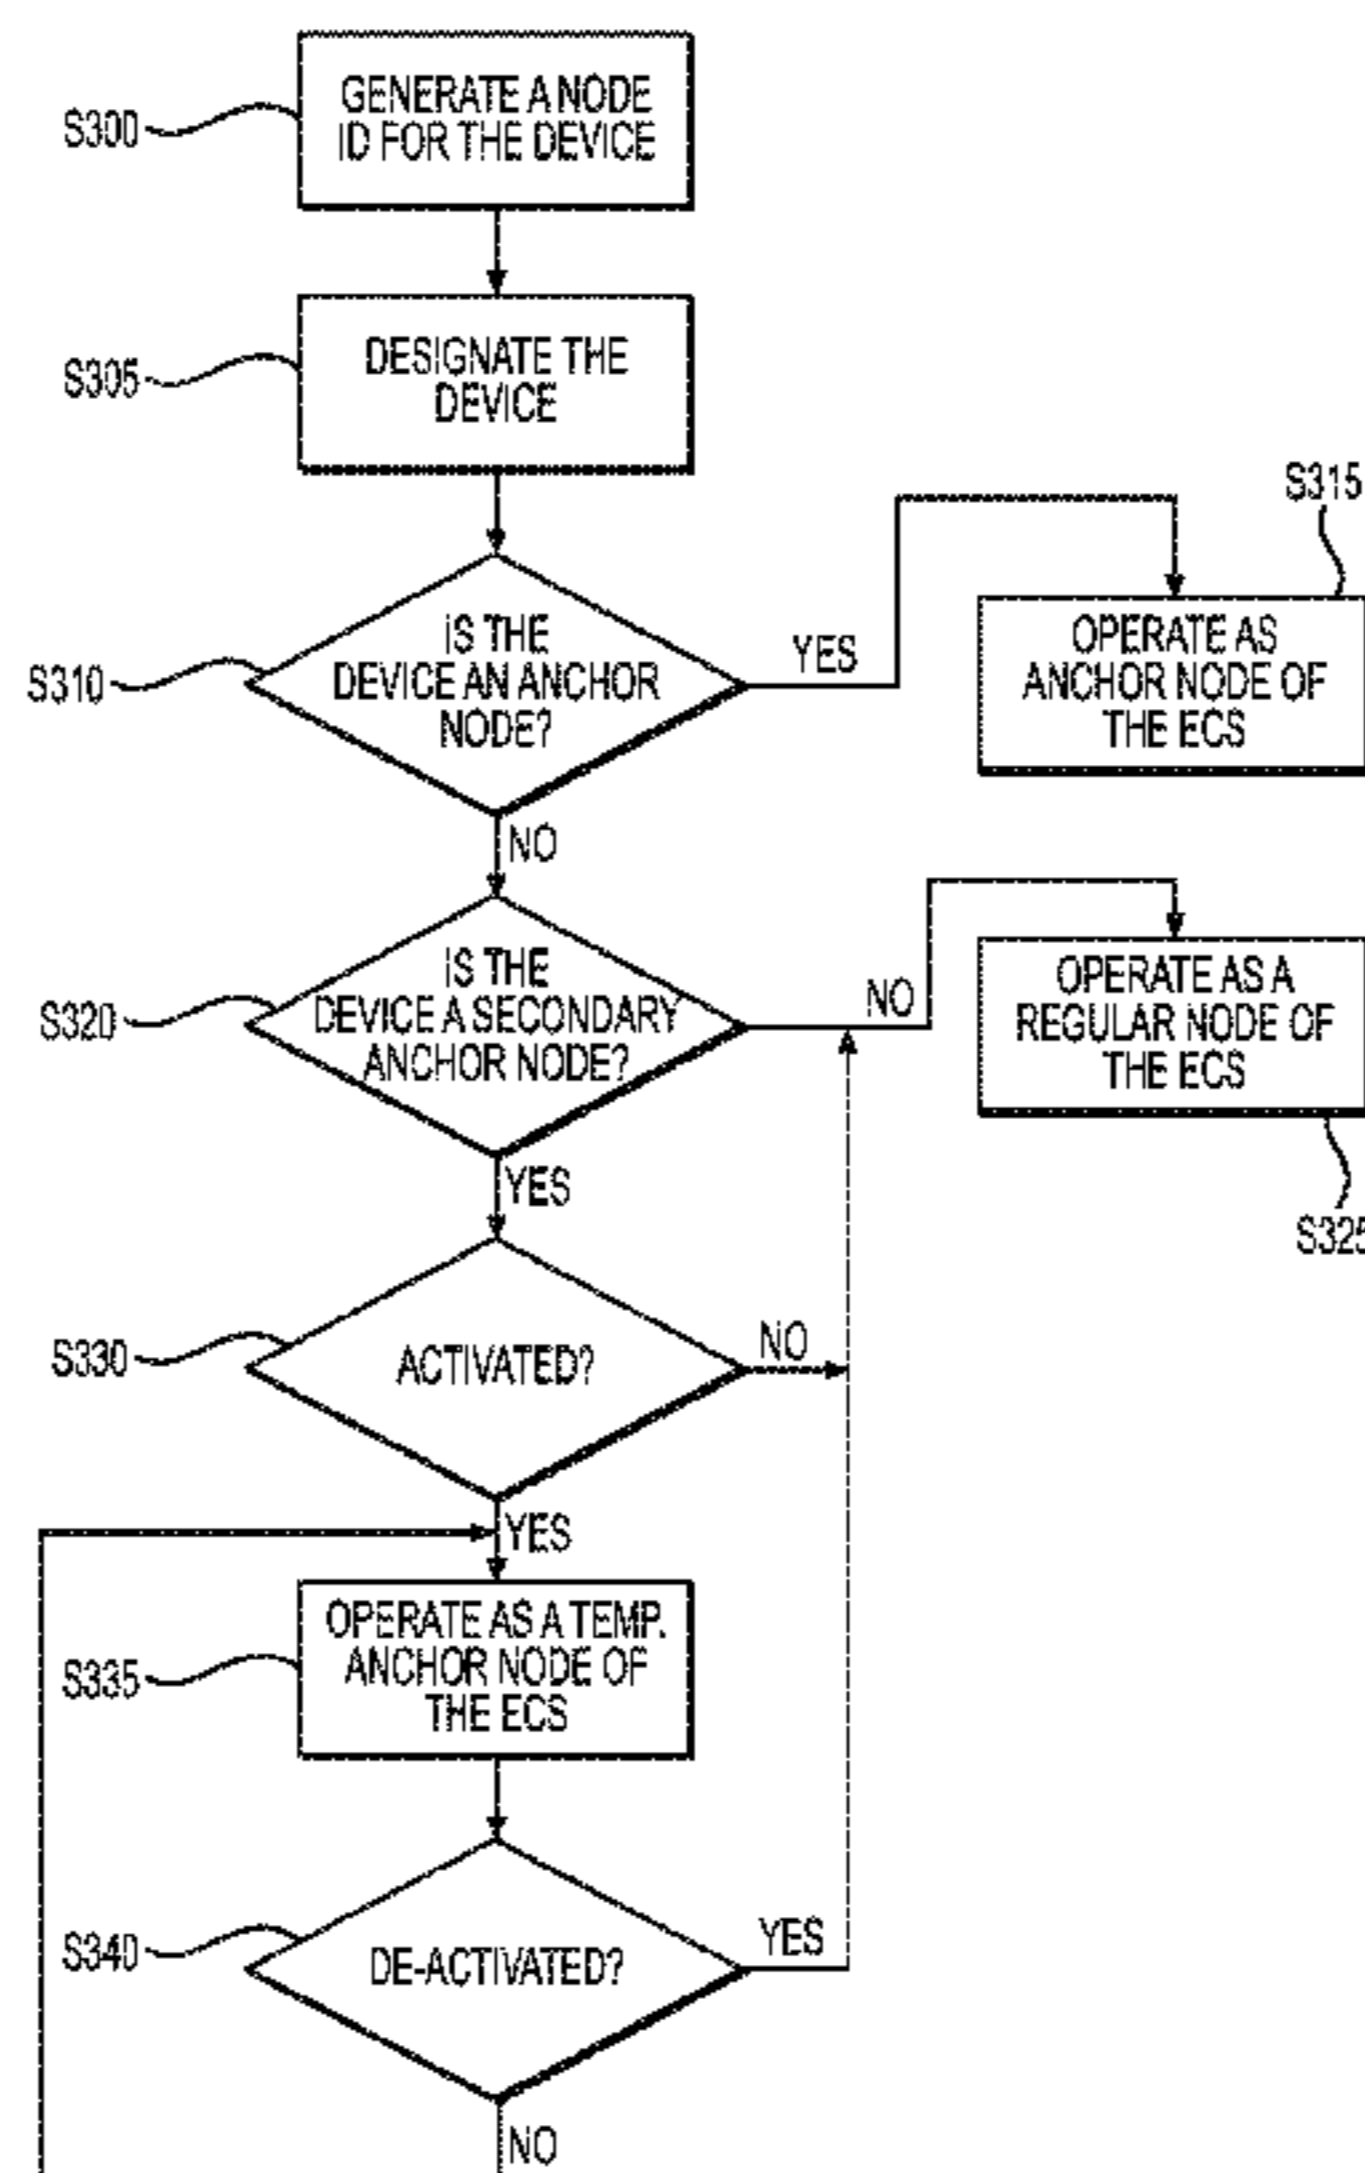 S300
GENERATE A NODE
ID FOR THE DEVICE
S305
DESIGNATE THE
DEVICE
S310
IS THE
DEVICE AN ANCHOR
NODE?
YES
S315
OPERATE AS
ANCHOR NODE OF
THE ECS
NO
S320
IS THE
DEVICE A SECONDARY
ANCHOR NODE?
NO
OPERATE AS A
REGULAR NODE OF
THE ECS
S325
YES
S330
ACTIVATED?
NO
YES
S335
OPERATE AS A TEMP.
ANCHOR NODE OF
THE ECS
S340
DE-ACTIVATED?
YES
NO